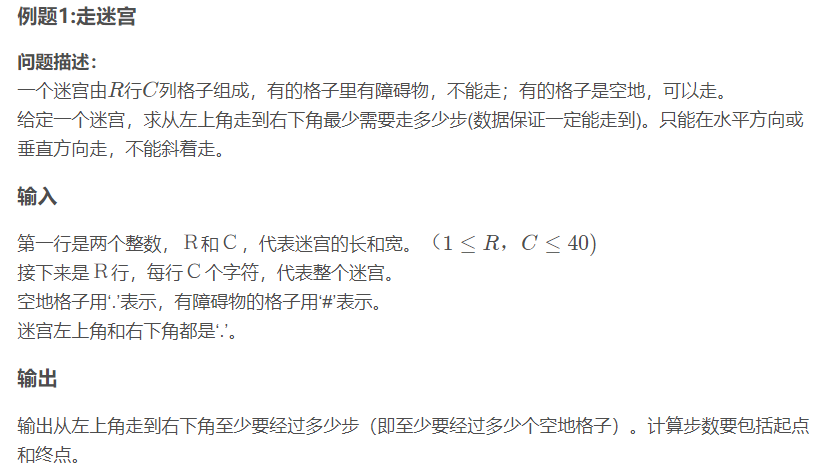 例题1:走迷宫
问题描述：
一个迷宫由R行C列格子组成，有的格子里有障碍物，不能走；有的格子是空地，可以走。
给定一个迷宫，求从左上角走到右下角最少需要走多少步(数据保证一定能走到)。只能在水平方向或
垂直方向走，不能斜着走。
输入
第一行是两个整数，Ｒ和Ｃ，代表迷宫的长和宽。（1 ≤ R，C ≤ 40)
接下来是Ｒ行，每行Ｃ个字符，代表整个迷宫。
空地格子用‘.’表示，有障碍物的格子用‘#’表示。
迷宫左上角和右下角都是‘.’。
输出
输出从左上角走到右下角至少要经过多少步（即至少要经过多少个空地格子）。计算步数要包括起点
和终点。